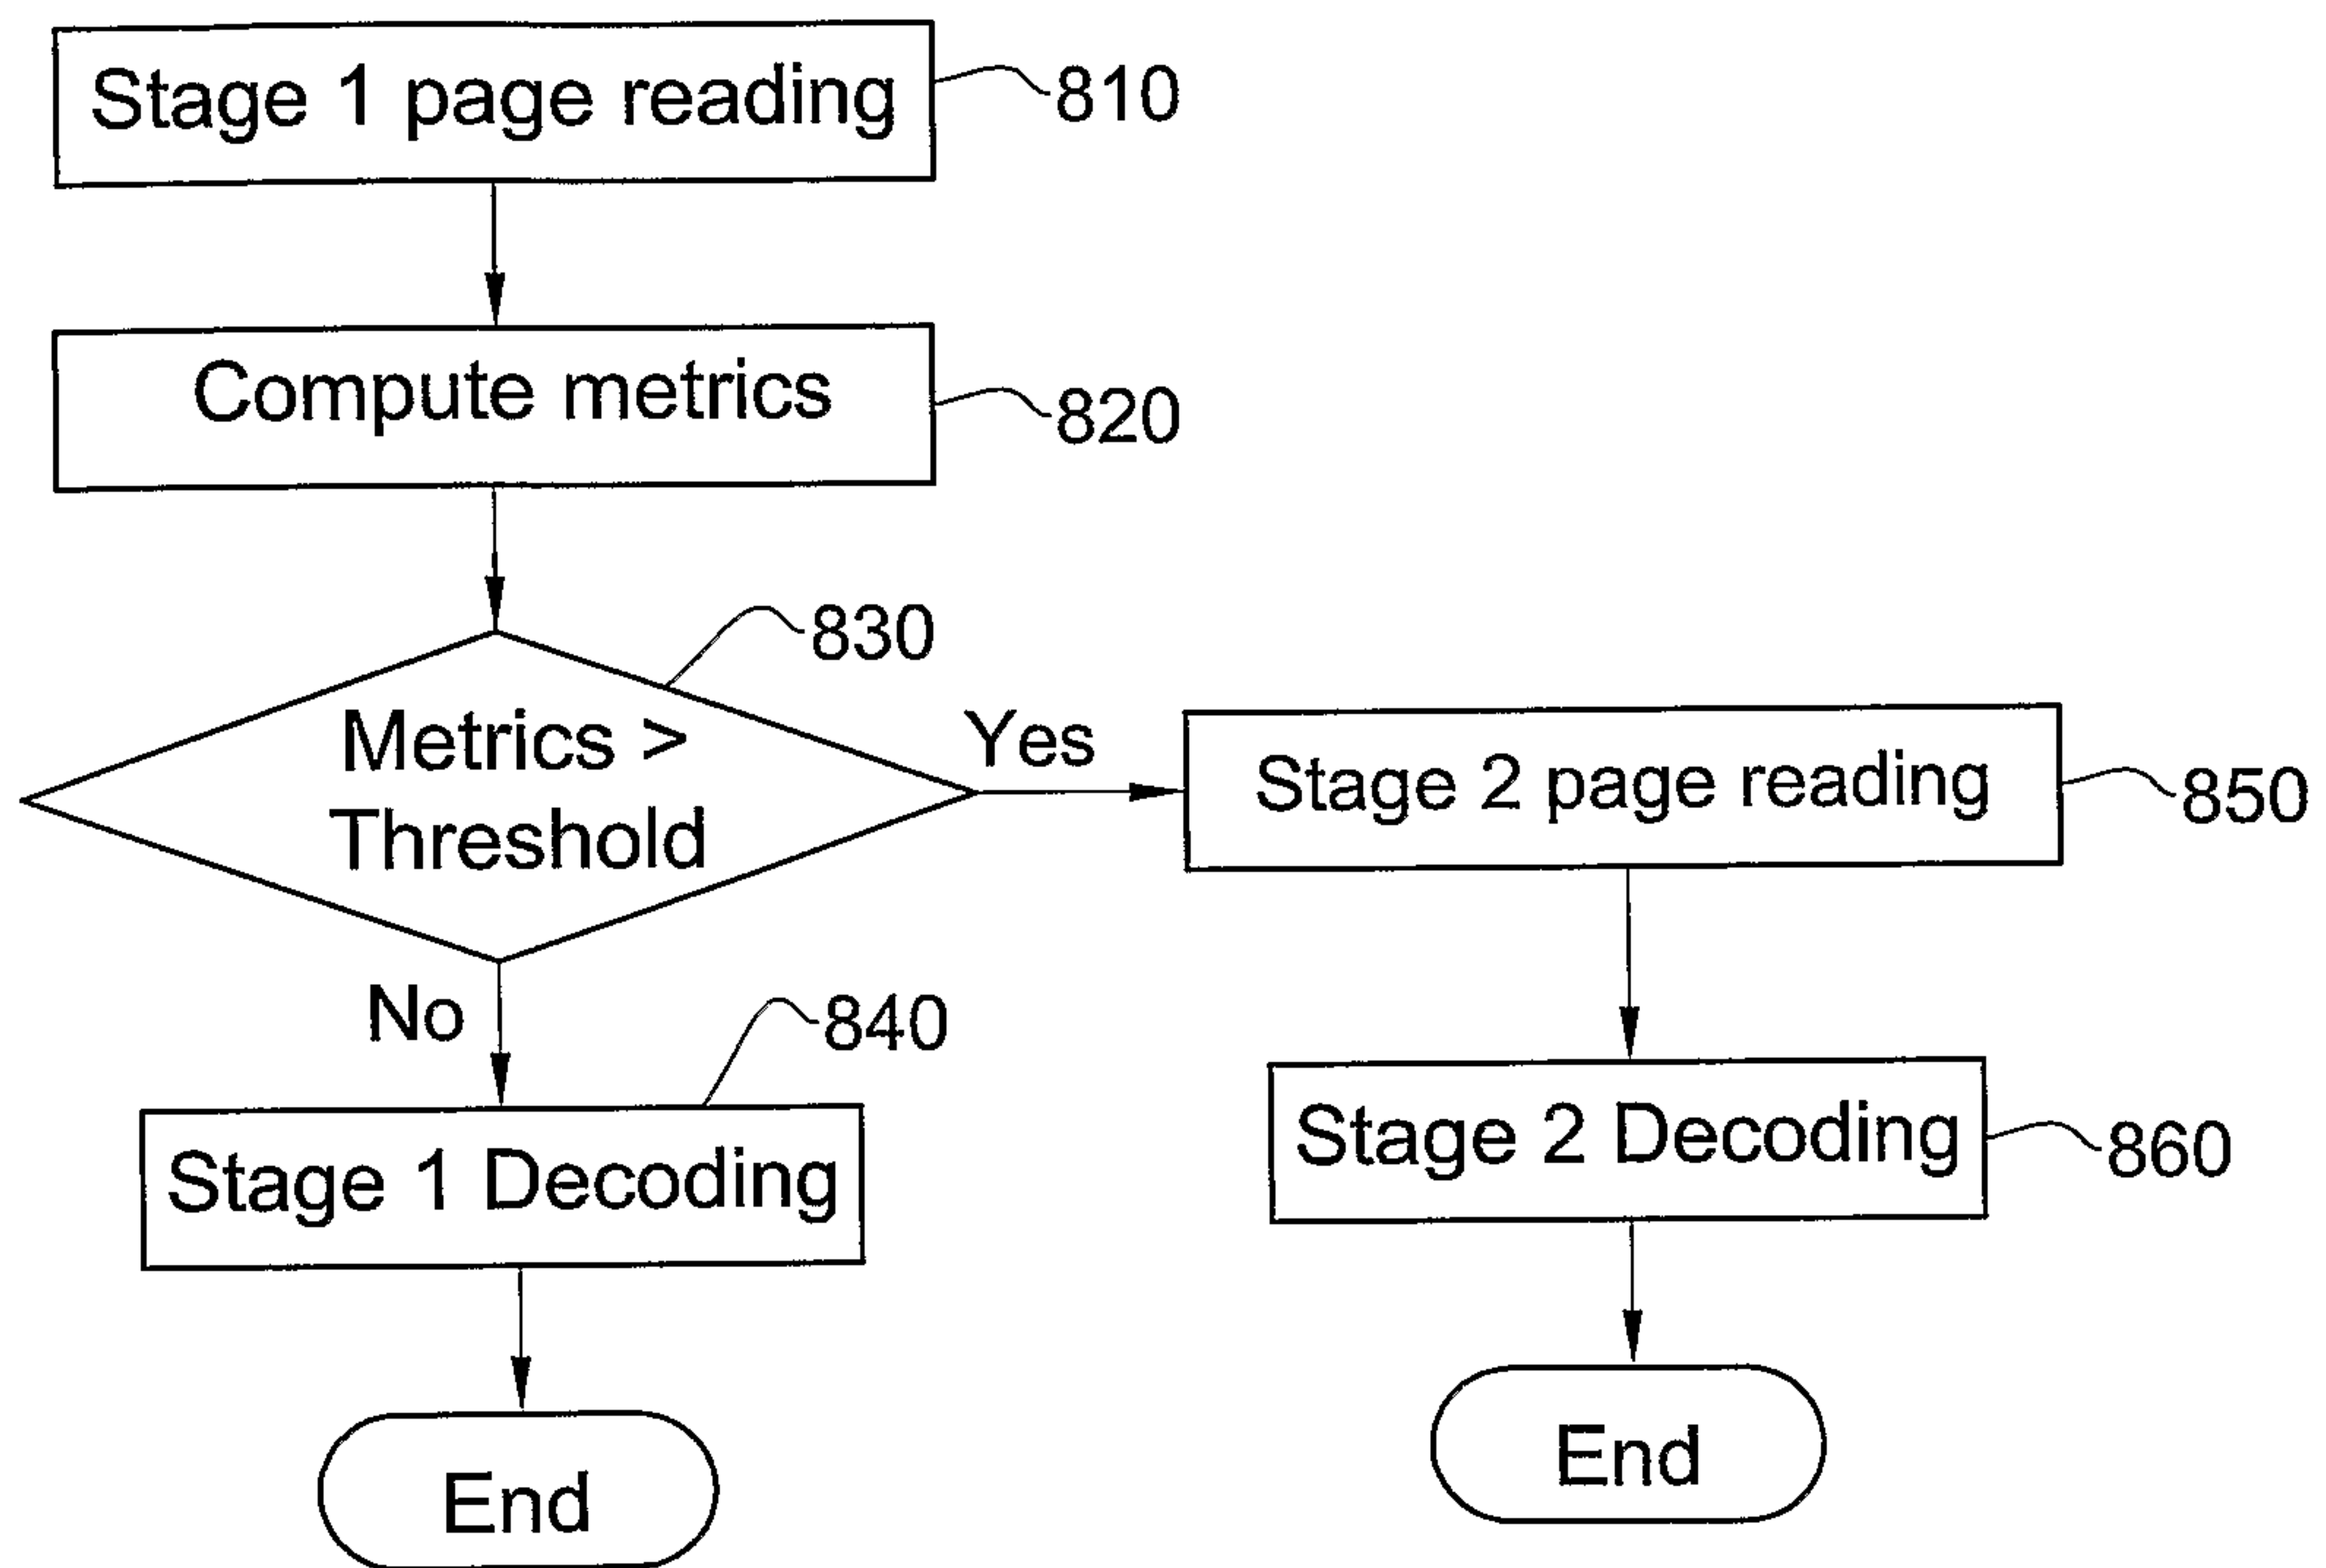 Stage 1 page reading
810
Compute metrics
820
830
Metrics >
Threshold
Yes
Stage 2 page reading
850
No
840
Stage 1 Decoding
Stage 2 Decoding
860
End
End